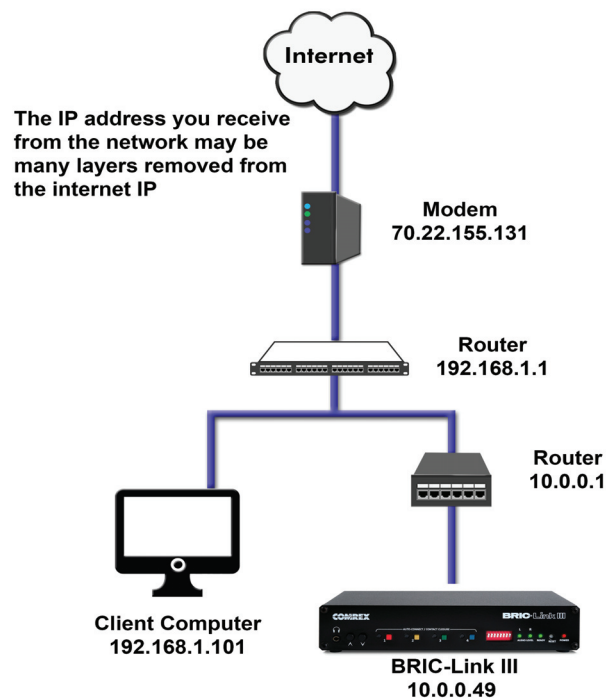 Internet
The IP address you receive
from the network may be
many layers removed from
the internet IP
Modem
70.22.155.131
Router
192.168.1.1
Router
10.0.0.1
Client Computer
192.168.1.101
COMREX
BRIC-Link III
BRIC-Link III
10.0.0.49